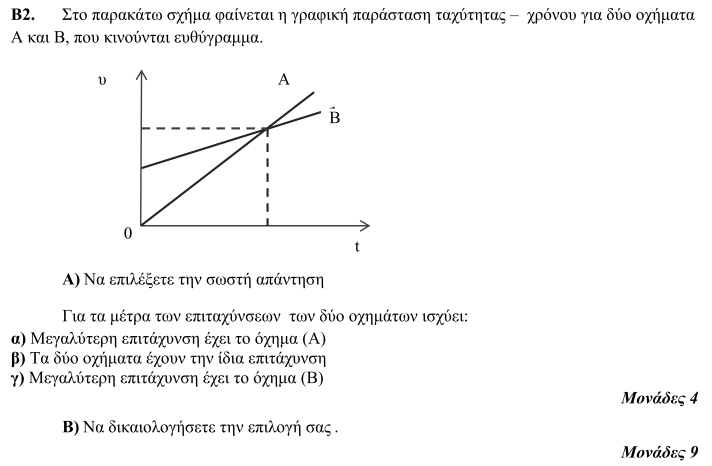 B2. Στο παρακάτω σχήμα φαίνεται η γραφική παράσταση ταχύτητας – χρόνου για δύο οχήματα
Α και Β, που κινούνται ευθύγραμμα.
υ
Α
Β
0
t
Α) Να επιλέξετε την σωστή απάντηση
Για τα μέτρα των επιταχύνσεων των δύο οχημάτων ισχύει:
α) Μεγαλύτερη επιτάχυνση έχει το όχημα (Α)
β) Τα δύο οχήματα έχουν την ίδια επιτάχυνση
γ) Μεγαλύτερη επιτάχυνση έχει το όχημα (Β)
Μονάδες 4
Β) Να δικαιολογήσετε την επιλογή σας .
Μονάδες 9